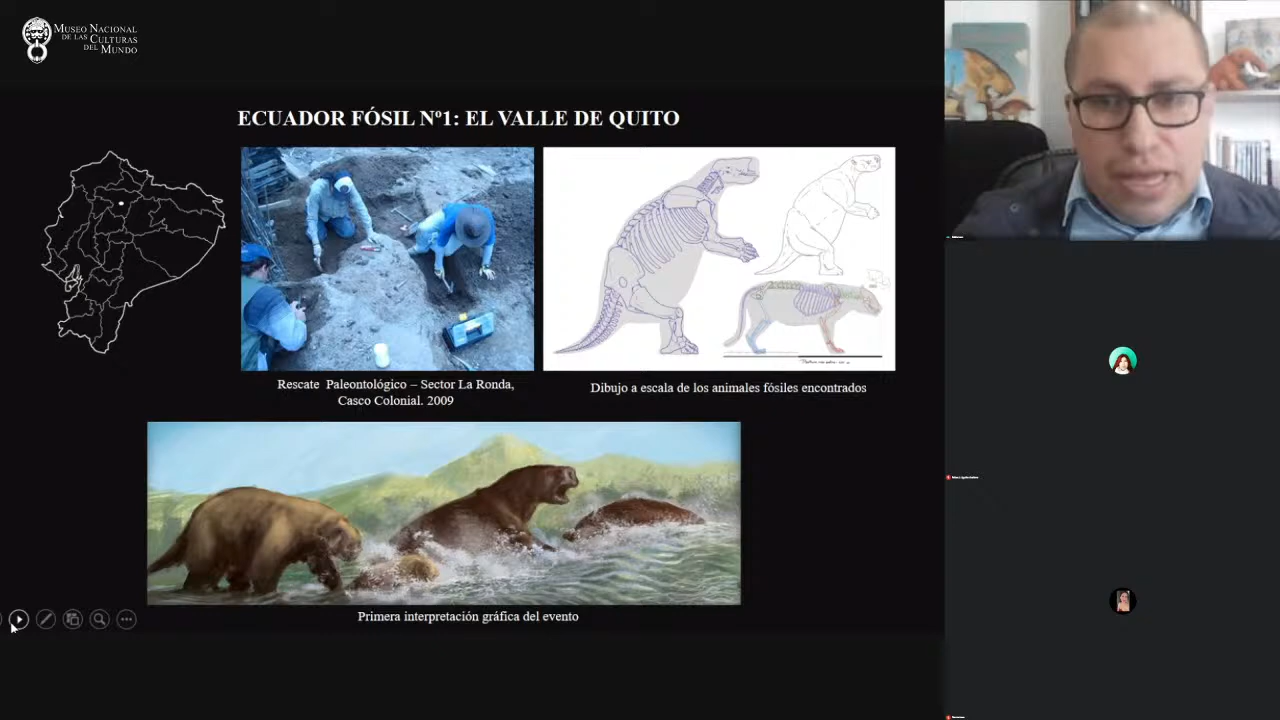 MUSEO NACIONAL
DE LAS CULTURAS
DEL MUNDO
ECUADOR FÓSIL Nº1: EL VALLE DE QUITO
Rescate Paleontológico – Sector La Ronda,
Casco Colonial. 2009
Dibujo a escala de los animales fósiles encontrados
Primera interpretación gráfica del evento